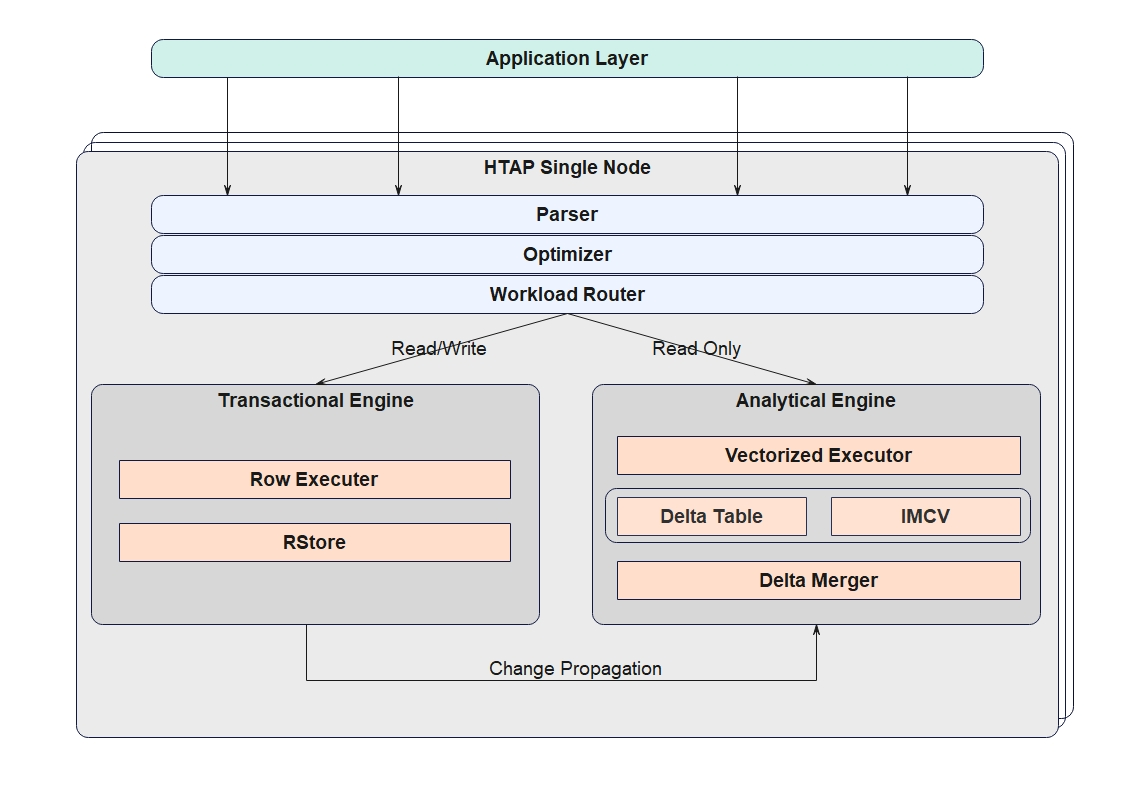 Application Layer
HTAP Single Node
Parser
Optimizer
Workload Router
Read/Write
Read Only
Transactional Engine
Row Executer
RStore
Analytical Engine
Vectorized Executor
Delta Table
IMCV
Delta Merger
Change Propagation